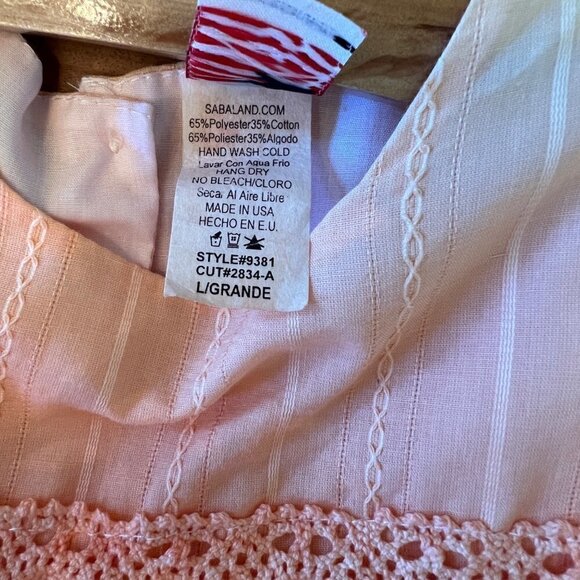 SABALAND.COM
65%Polyester35%Cotton
65%Poliester35%Algodo
HAND WASH COLD
Lavar Con Agua Frio
HANG DRY
NO BLEACH/CLORO
Secar Al Aire Libre
MADE IN USA
HECHO EN E.U.
STYLE#9381
CUT#2834-A
L/GRANDE